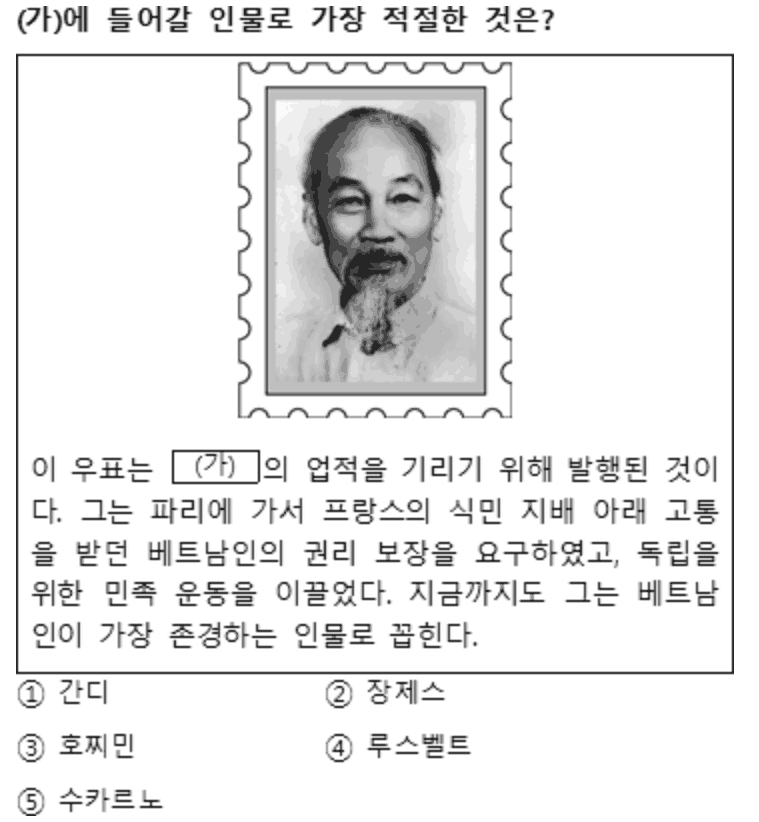 (가)에 들어갈 인물로 가장 적절한 것은?
이 우표는 (가) 의 업적을 기리기 위해 발행된 것이
다. 그는 파리에 가서 프랑스의 식민 지배 아래 고통
을 받던 베트남인의 권리 보장을 요구하였고, 독립을
위한 민족 운동을 이끌었다. 지금까지도 그는 베트남
인이 가장 존경하는 인물로 꼽힌다.
① 간디 ② 장제스
③ 호찌민 ④ 루스벨트
⑤ 수카르노